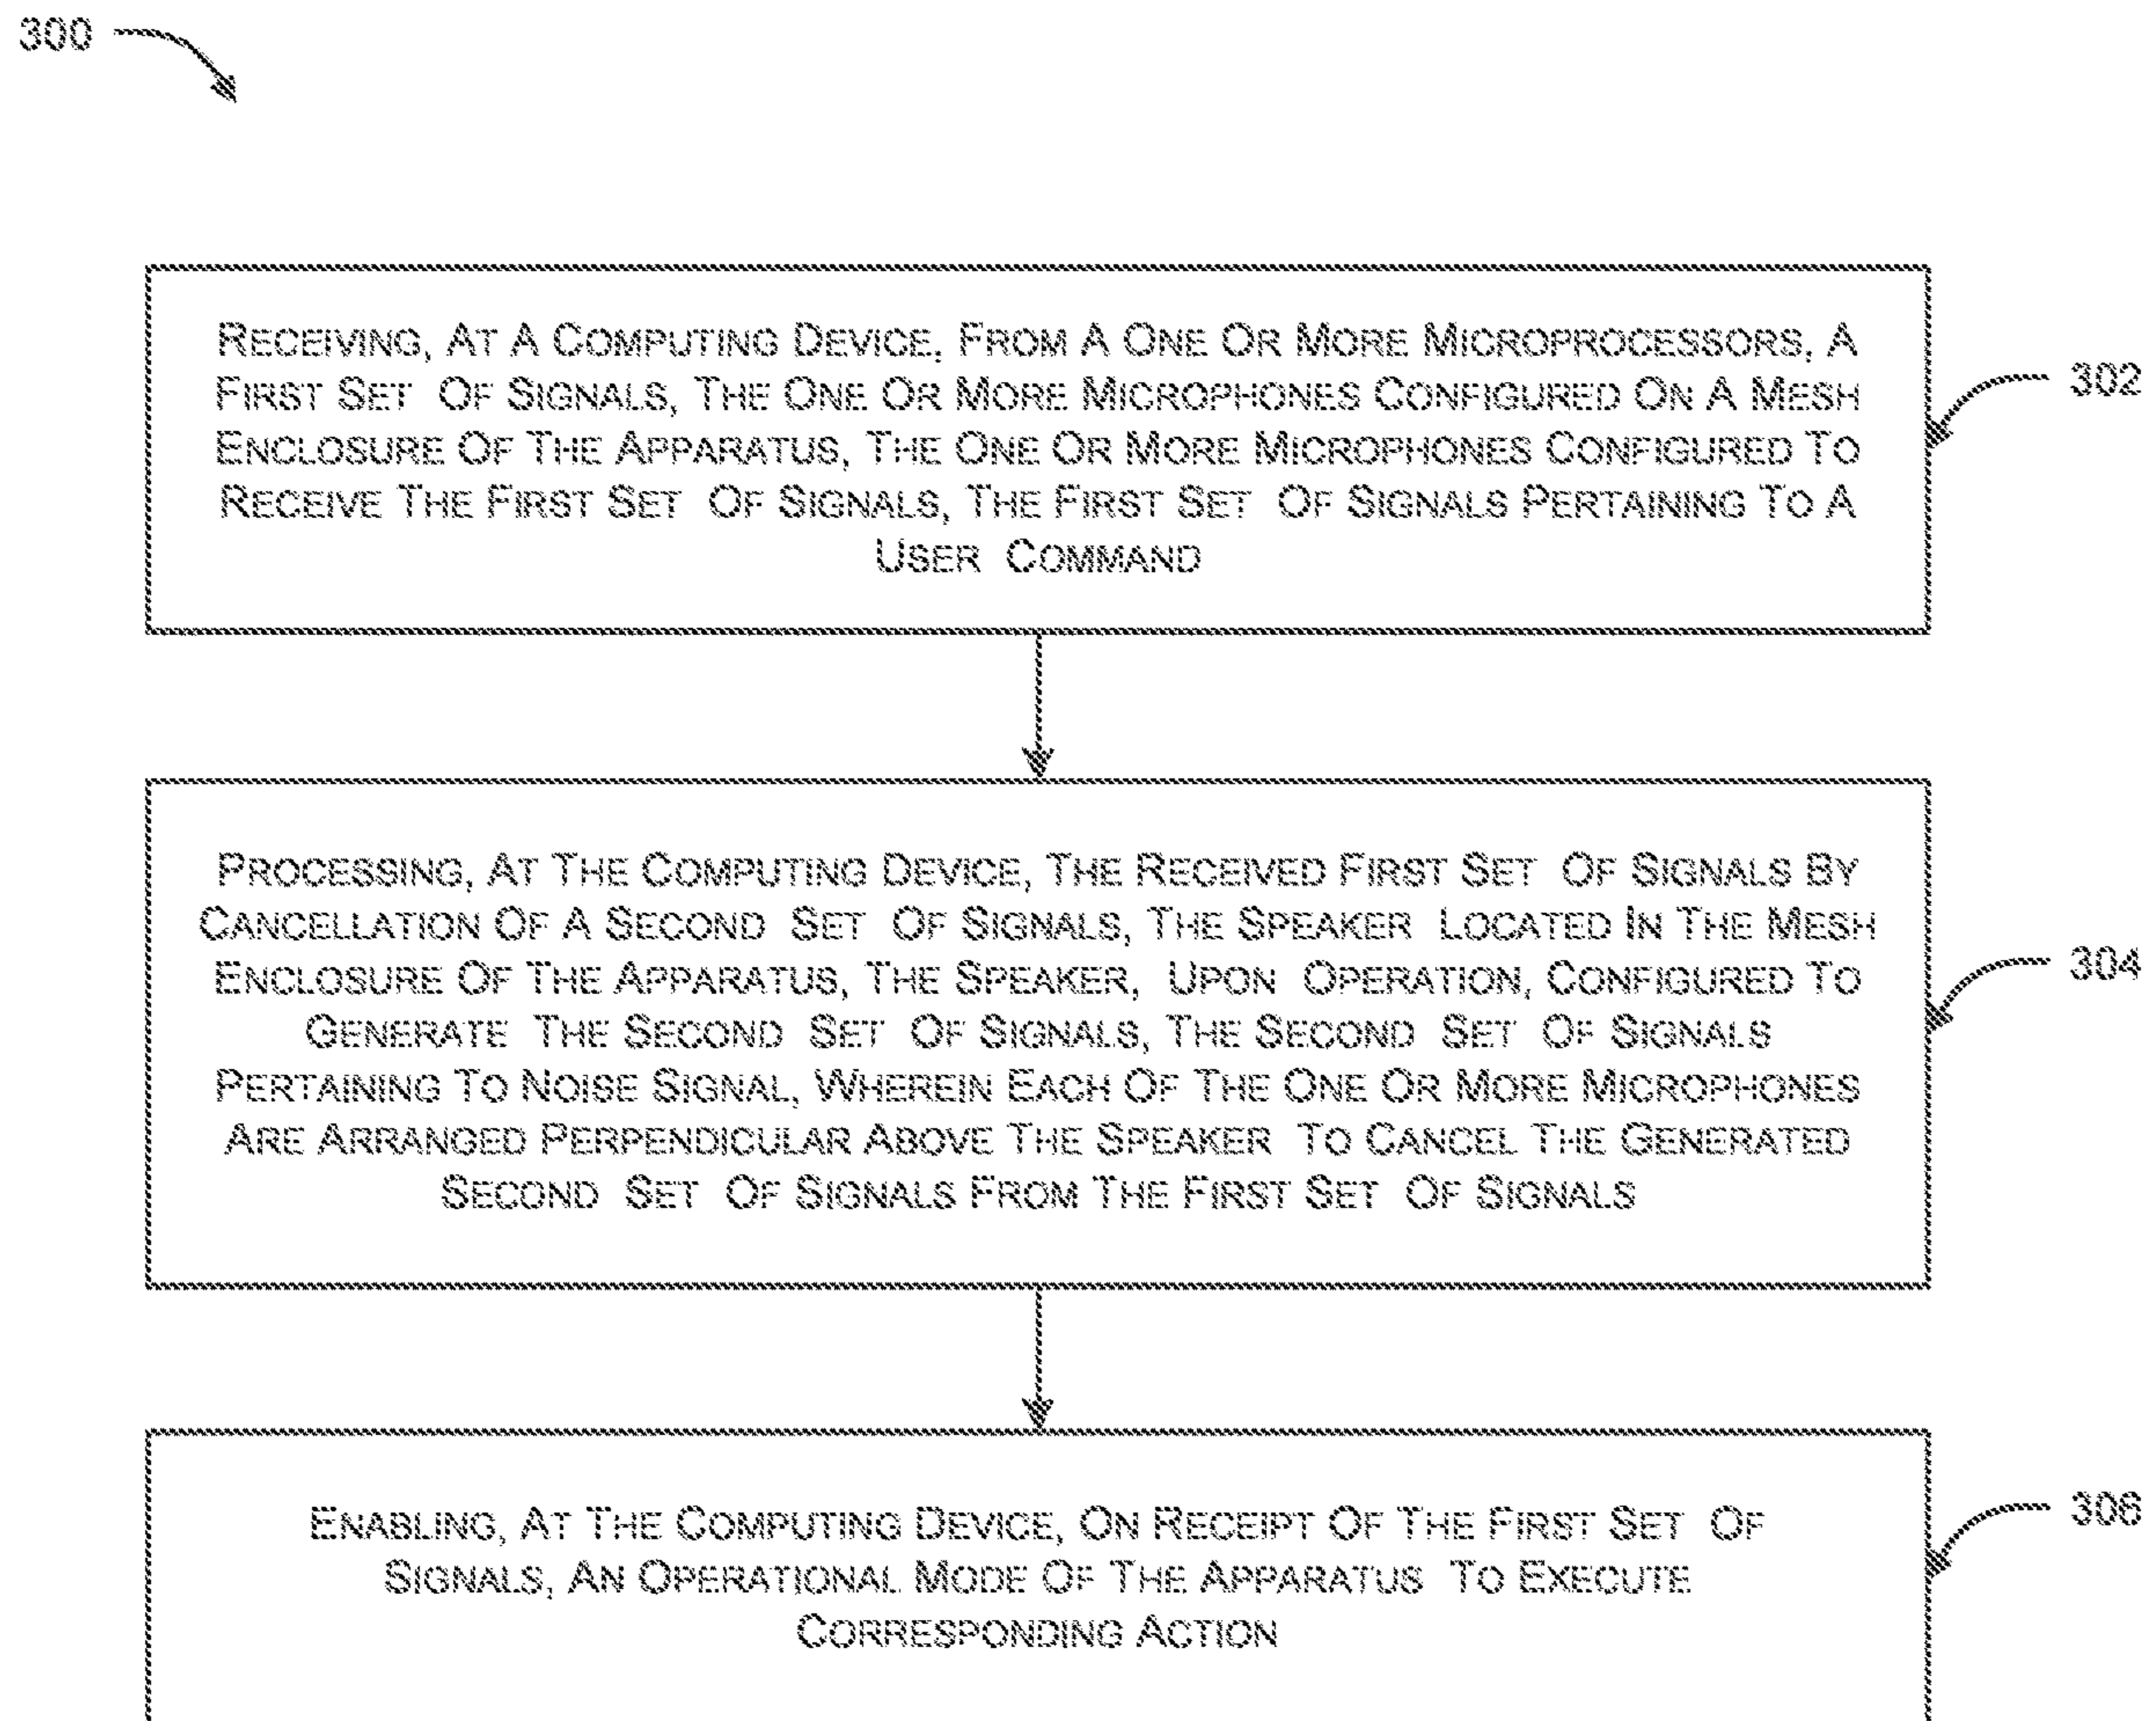 300
RECEIVING, AT A COMPUTING DEVICE, FROM A ONE OR MORE MICROPROCESSORS, A
FIRST SET OF SIGNALS, THE ONE OR MORE MICROPHONES CONFIGURED ON A MESH
ENCLOSURE OF THE APPARATUS, THE ONE OR MORE MICROPHONES CONFIGURED TO
RECEIVE THE FIRST SET OF SIGNALS, THE FIRST SET OF SIGNALS PERTAINING TO A
USER COMMAND
302
PROCESSING, AT THE COMPUTING DEVICE, THE RECEIVED FIRST SET OF SIGNALS BY
CANCELLATION OF A SECOND SET OF SIGNALS, THE SPEAKER LOCATED IN THE MESH
ENCLOSURE OF THE APPARATUS, THE SPEAKER, UPON OPERATION, CONFIGURED TO
GENERATE THE SECOND SET OF SIGNALS, THE SECOND SET OF SIGNALS
PERTAINING TO NOISE SIGNAL, WHEREIN EACH OF THE ONE OR MORE MICROPHONES
ARE ARRANGED PERPENDICULAR ABOVE THE SPEAKER TO CANCEL THE GENERATED
SECOND SET OF SIGNALS FROM THE FIRST SET OF SIGNALS
304
ENABLING, AT THE COMPUTING DEVICE, ON RECEIPT OF THE FIRST SET OF
SIGNALS, AN OPERATIONAL MODE OF THE APPARATUS TO EXECUTE
CORRESPONDING ACTION
306